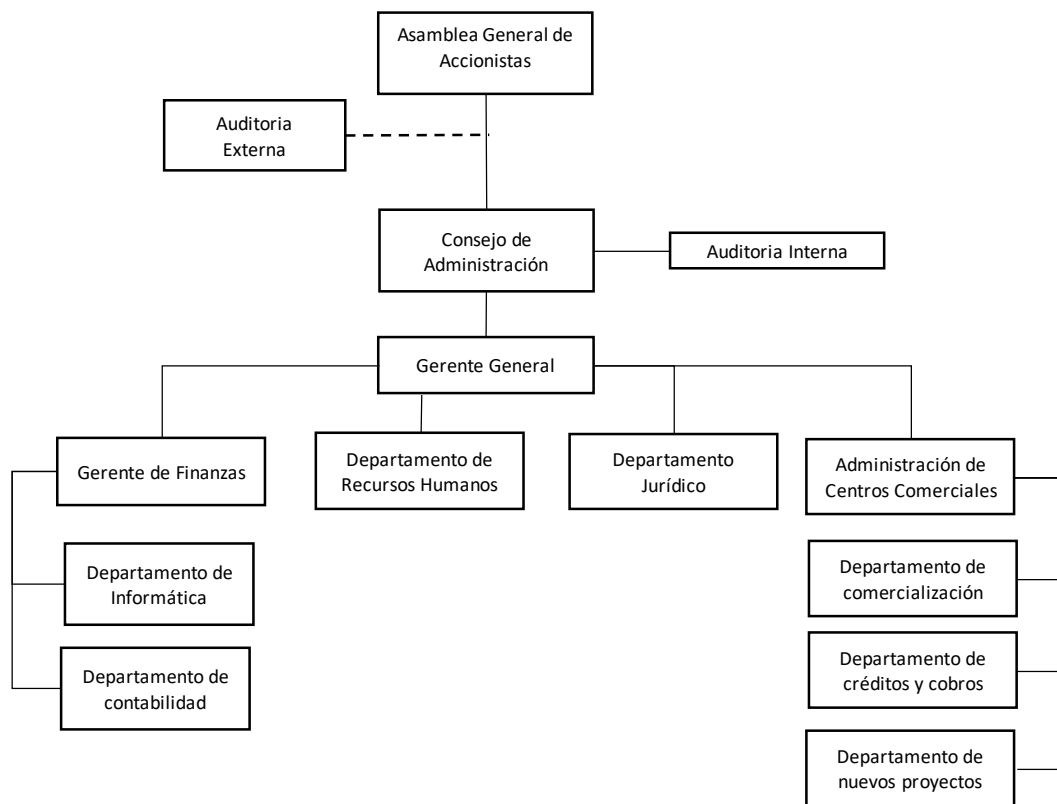 Asamblea General de
Accionistas
Auditoria
Externa
Consejo de
Administración
Auditoria Interna
Gerente General
Gerente de Finanzas
Departamento de
Recursos Humanos
Departamento
Jurídico
Administración de
Centros Comerciales
Departamento de
Informática
Departamento de
comercialización
Departamento de
contabilidad
Departamento de
créditos y cobros
Departamento de
nuevos proyectos